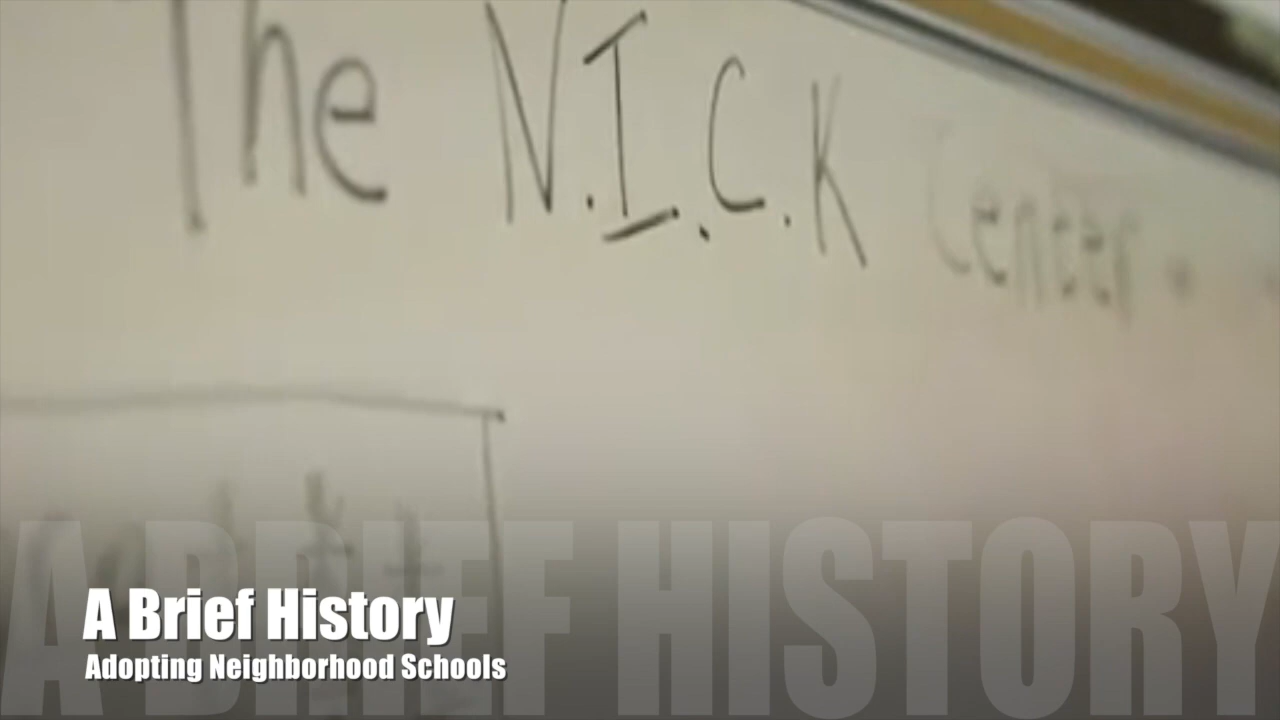 The N.I.C.K Center
A BRIEF HISTORY
A Brief History
Adopting Neighborhood Schools